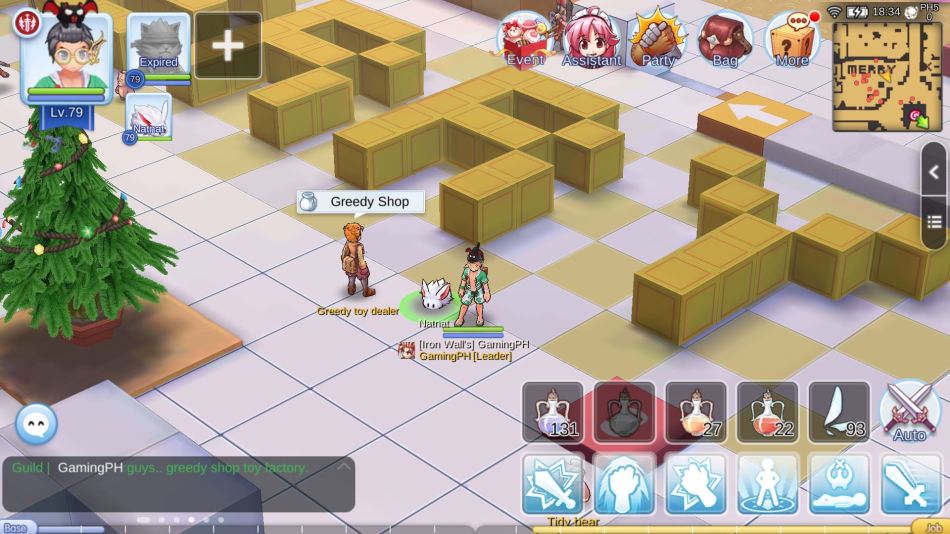 18:34
PH5
0
Expired
79
Lv.79
Natnat
79
Event
Assistant
Party
Bag
More
MERRY
Greedy Shop
Greedy toy dealer
Natnat
[Iron Wall's] GamingPH
GamingPH [Leader]
131
27
22
93
Auto
Guild | GamingPH guys.. greedy shop toy factory.
Tidy bear
Base
Job